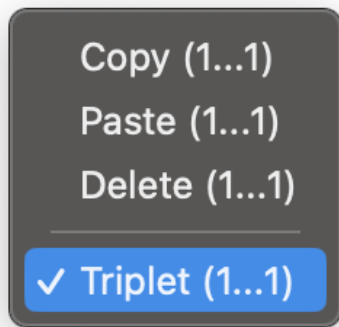 Copy (1...1)
Paste (1...1)
Delete (1...1)
✓ Triplet (1...1)